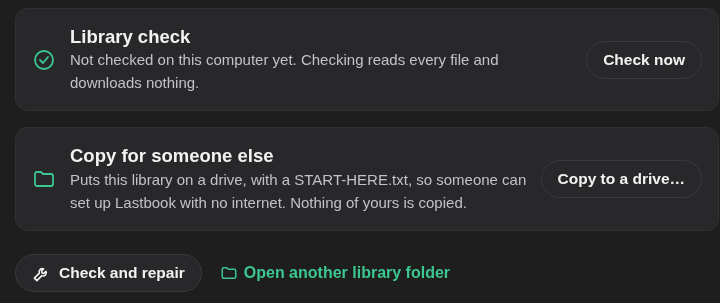 Library check
Not checked on this computer yet. Checking reads every file and
downloads nothing.
Check now
Copy for someone else
Puts this library on a drive, with a START-HERE.txt, so someone can
set up Lastbook with no internet. Nothing of yours is copied.
Copy to a drive…
Check and repair
Open another library folder